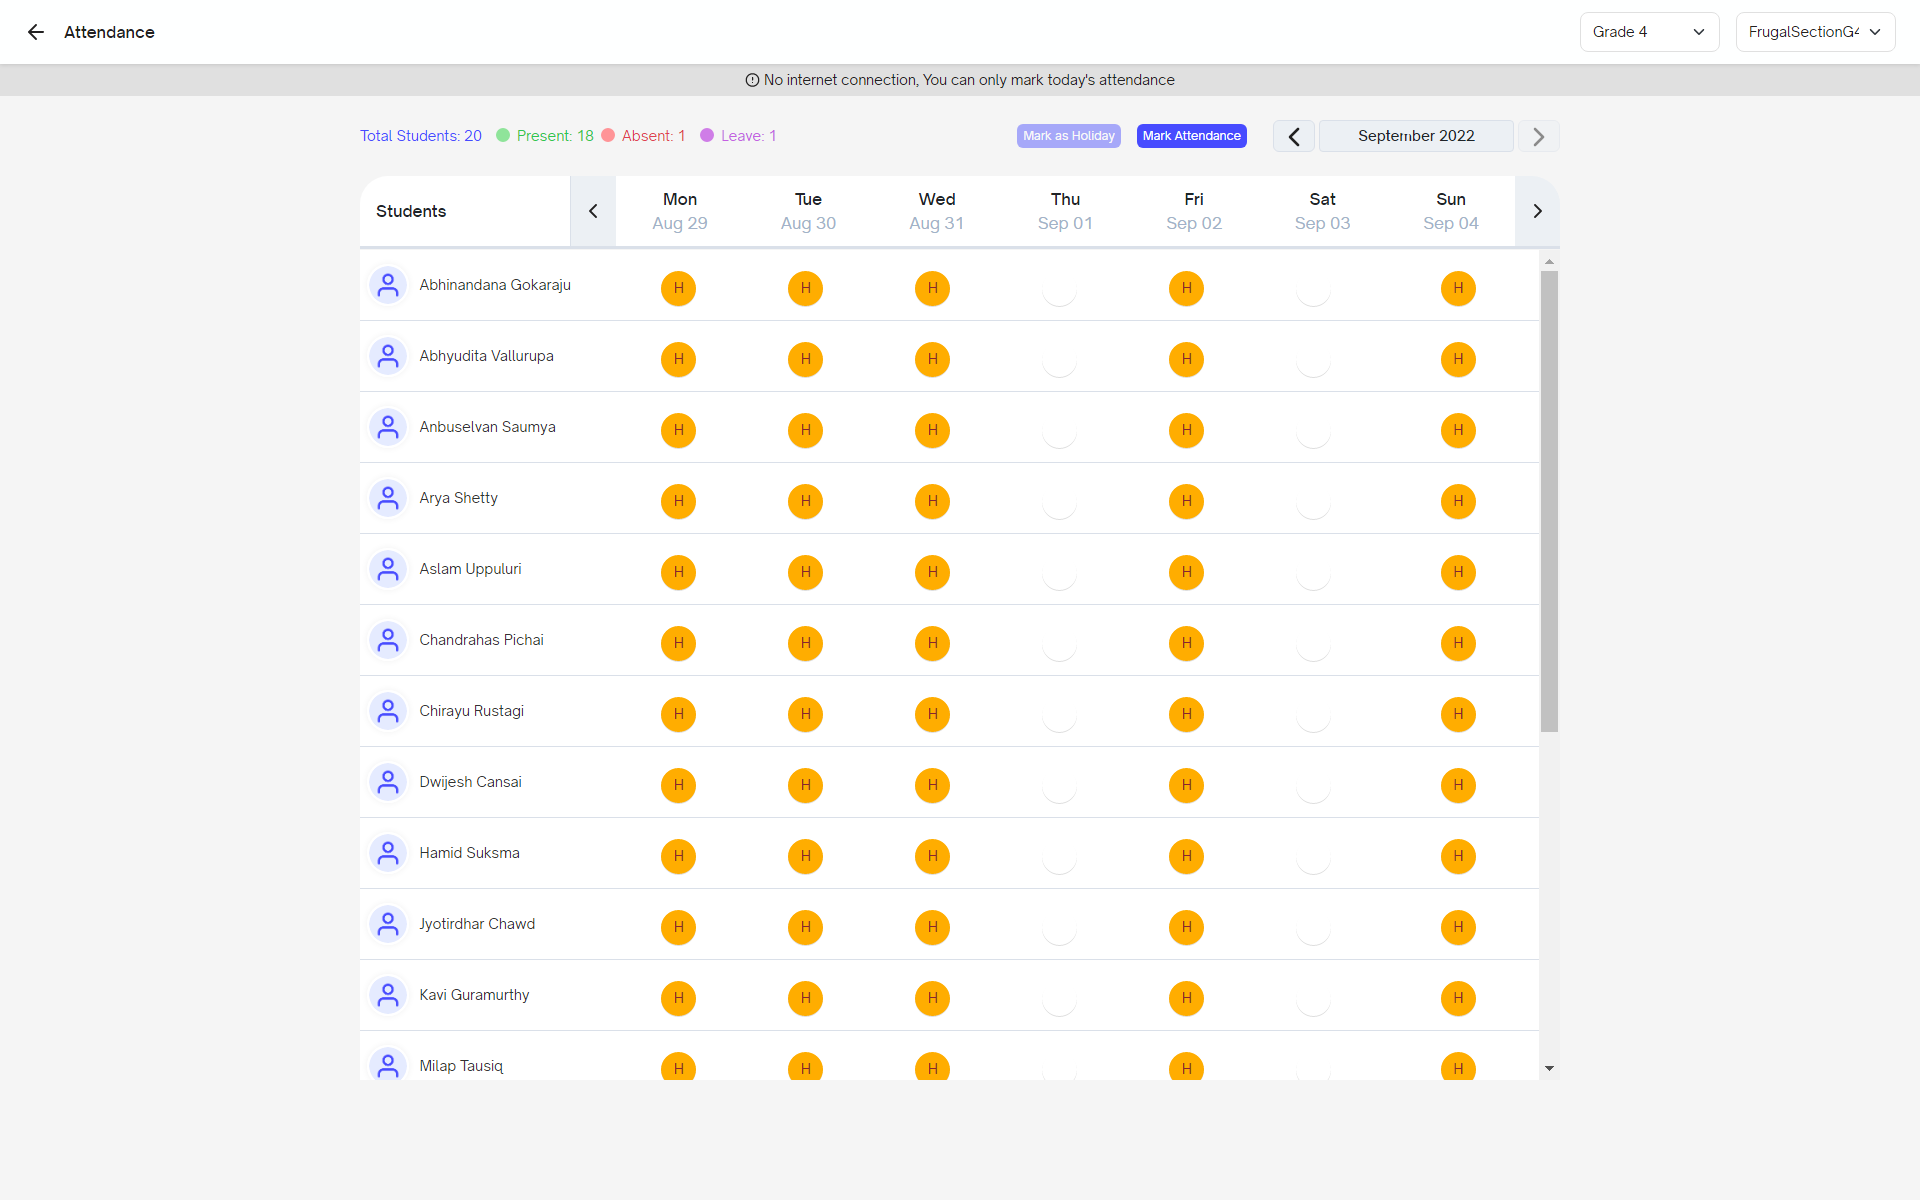 Attendance
Grade 4
FrugalSectionG4
No internet connection, You can only mark today's attendance
Total Students: 20 Present: 18 Absent: 1 Leave: 1
Mark as Holiday
Mark Attendance
September 2022
Students
Mon Tue Wed Thu Fri Sat Sun
Aug 29 Aug 30 Aug 31 Sep 01 Sep 02 Sep 03 Sep 04
Abhinandana Gokaraju H H H H H
Abhyudita Vallurupa H H H H H
Anbuselvan Saumya H H H H H
Arya Shetty H H H H H
Aslam Uppuluri H H H H H
Chandrahas Pichai H H H H H
Chirayu Rustagi H H H H H
Dwijesh Cansai H H H H H
Hamid Suksma H H H H H
Jyotirdhar Chawd H H H H H
Kavi Guramurthy H H H H H
Milap Tausiq H H H H H